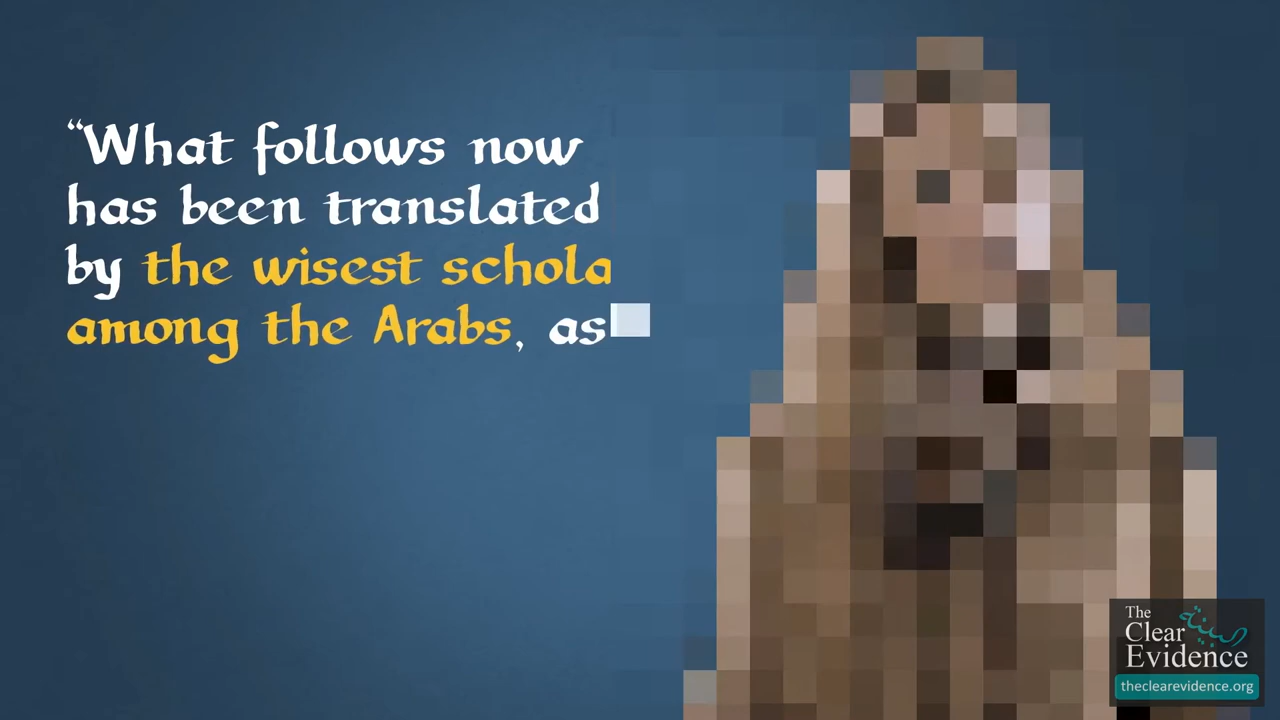 “What follows now
has been translated
by the wisest schola
among the Arabs, as
The
Clear
Evidence
البينة
theclearevidence.org